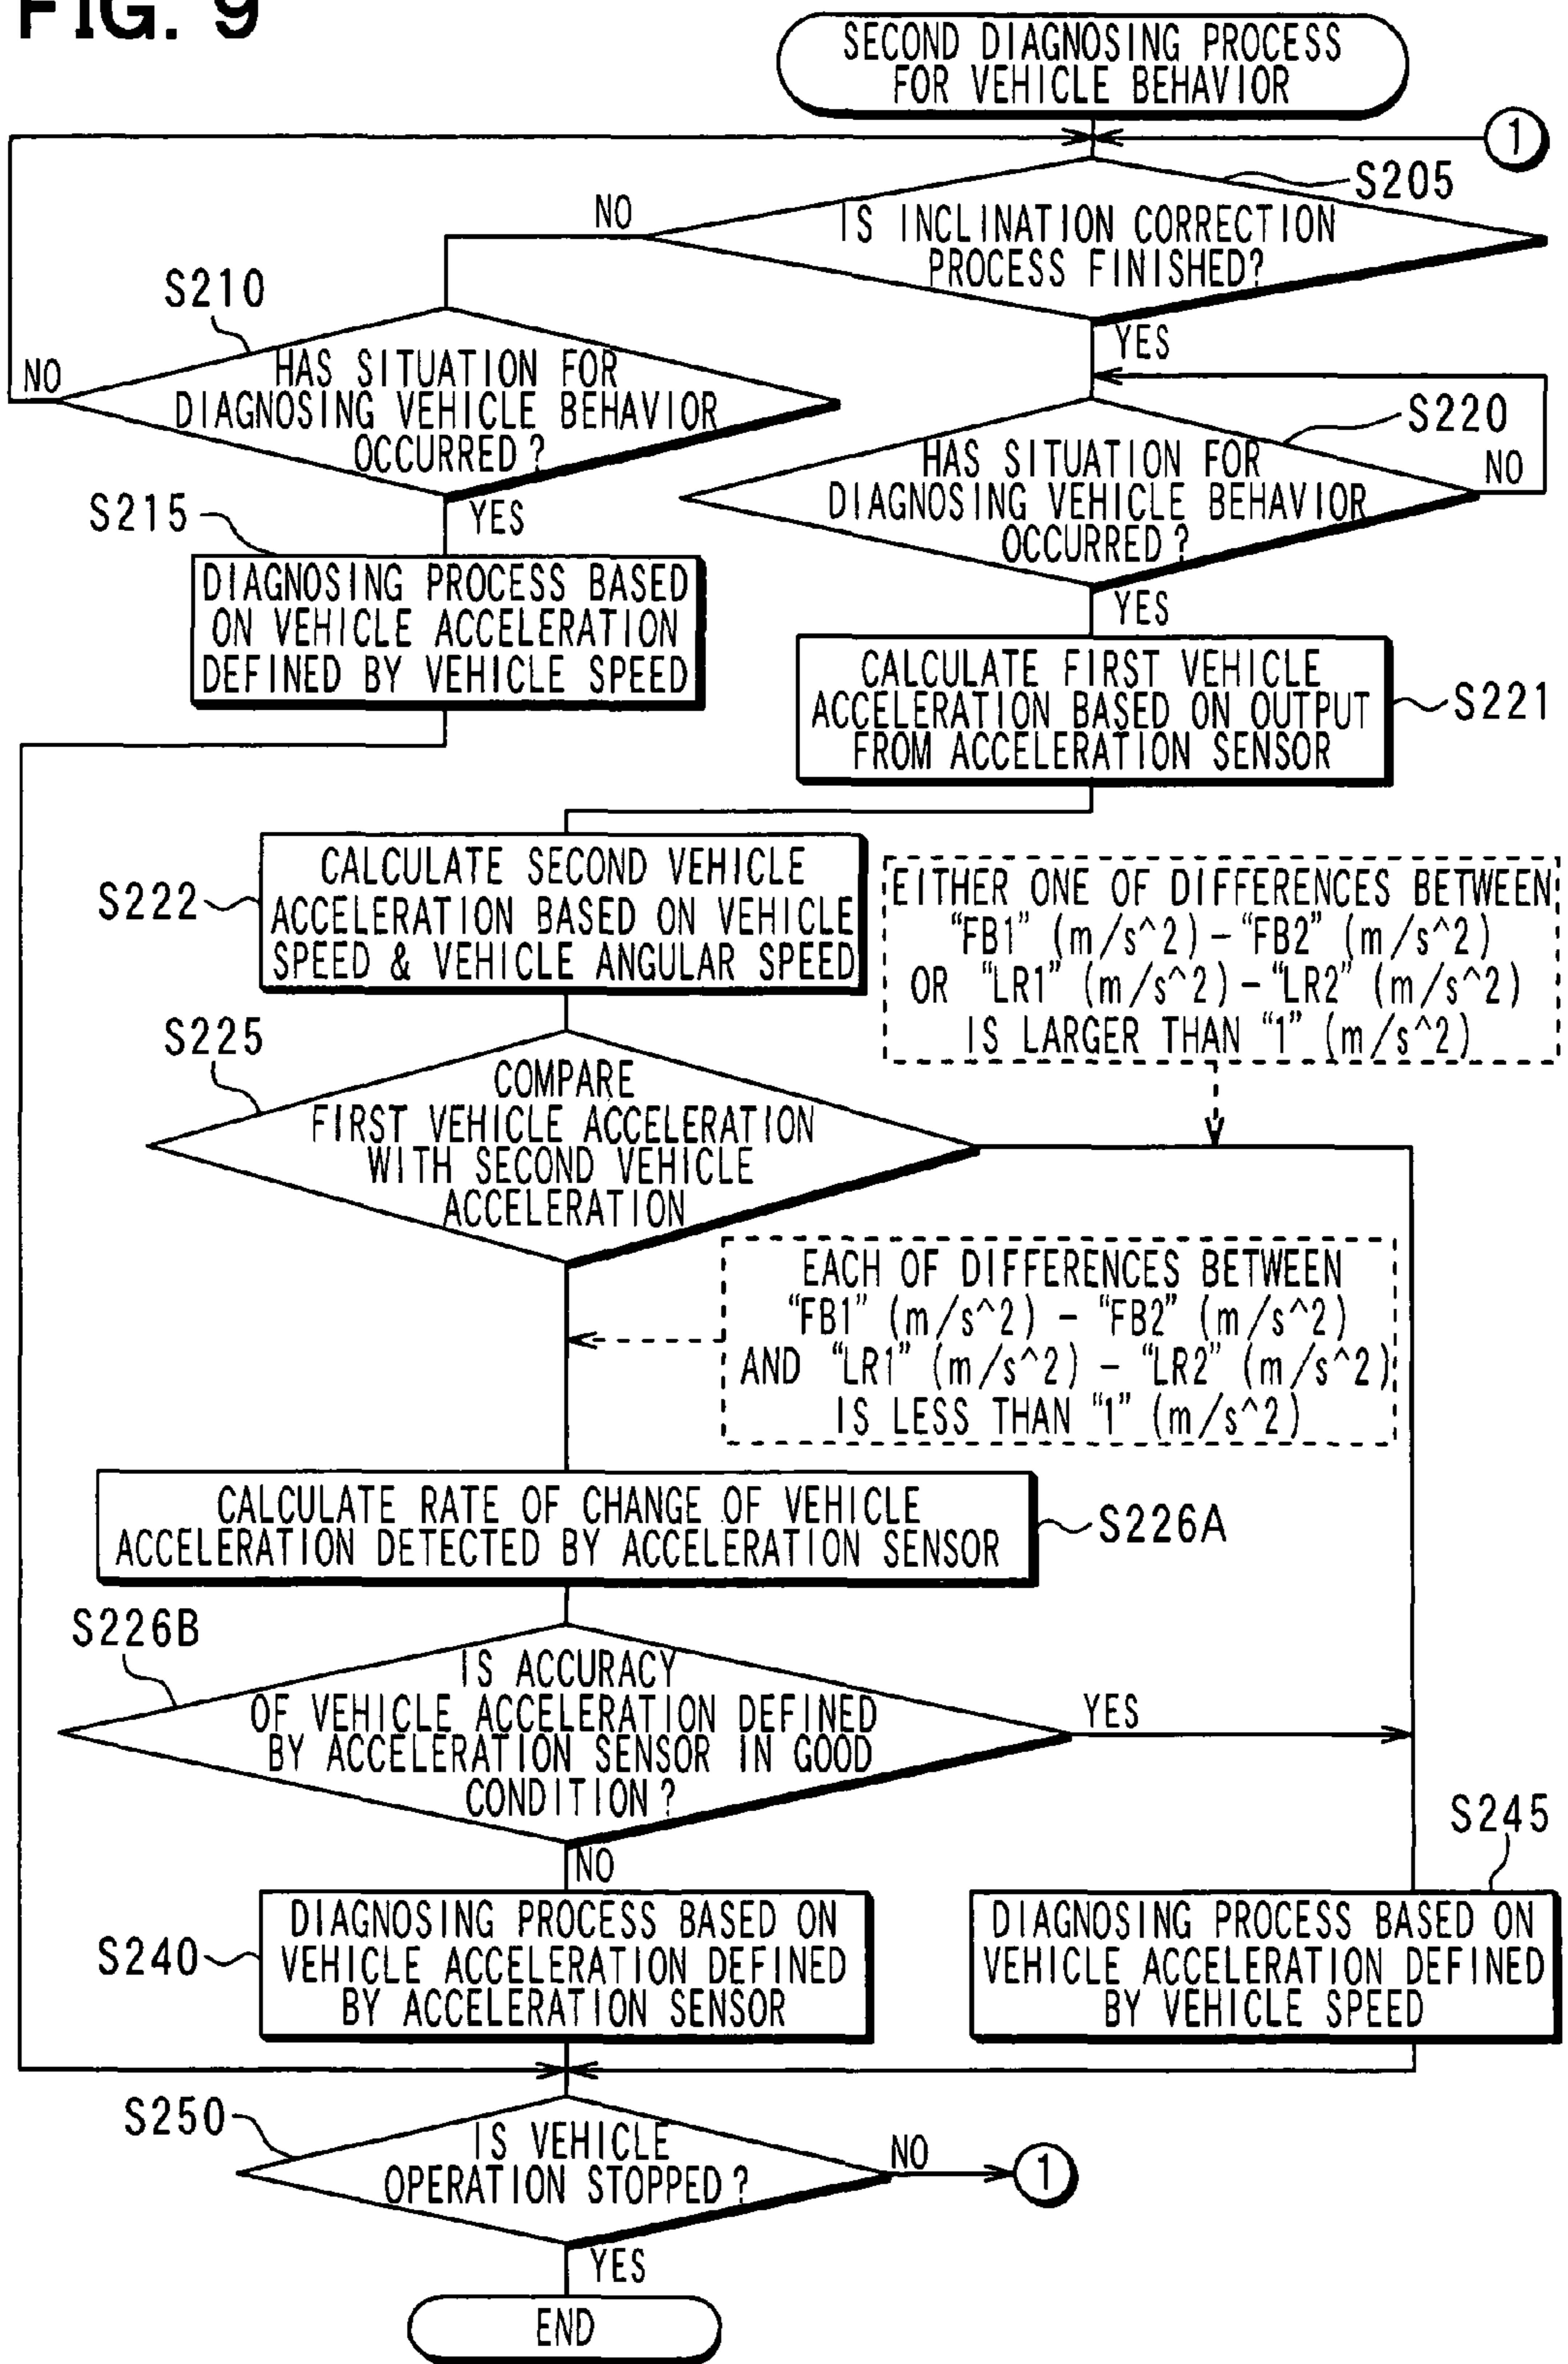 FIG. 9
SECOND DIAGNOSING PROCESS
FOR VEHICLE BEHAVIOR
1
S205
NO
IS INCLINATION CORRECTION
PROCESS FINISHED?
YES
S210
NO
HAS SITUATION FOR
DIAGNOSING VEHICLE BEHAVIOR
OCCURRED?
YES
S220
HAS SITUATION FOR
DIAGNOSING VEHICLE BEHAVIOR
OCCURRED?
NO
YES
S215
DIAGNOSING PROCESS BASED
ON VEHICLE ACCELERATION
DEFINED BY VEHICLE SPEED
CALCULATE FIRST VEHICLE
ACCELERATION BASED ON OUTPUT
FROM ACCELERATION SENSOR
S221
S222
CALCULATE SECOND VEHICLE
ACCELERATION BASED ON VEHICLE
SPEED & VEHICLE ANGULAR SPEED
EITHER ONE OF DIFFERENCES BETWEEN
“FB1” (m/s^2)-“FB2” (m/s^2)
OR “LR1” (m/s^2)-“LR2” (m/s^2)
IS LARGER THAN “1” (m/s^2)
S225
COMPARE
FIRST VEHICLE ACCELERATION
WITH SECOND VEHICLE
ACCELERATION
EACH OF DIFFERENCES BETWEEN
“FB1” (m/s^2) - “FB2” (m/s^2)
AND “LR1” (m/s^2) - “LR2” (m/s^2)
IS LESS THAN “1” (m/s^2)
CALCULATE RATE OF CHANGE OF VEHICLE
ACCELERATION DETECTED BY ACCELERATION SENSOR
S226A
S226B
IS ACCURACY
OF VEHICLE ACCELERATION DEFINED
BY ACCELERATION SENSOR IN GOOD
CONDITION?
YES
NO
S240
DIAGNOSING PROCESS BASED ON
VEHICLE ACCELERATION DEFINED
BY ACCELERATION SENSOR
S245
DIAGNOSING PROCESS BASED ON
VEHICLE ACCELERATION DEFINED
BY VEHICLE SPEED
S250
IS VEHICLE
OPERATION STOPPED?
NO
1
YES
END